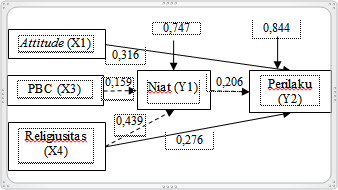 0,747
0,844
Attitude (X1)
0,316
PBC (X3)
0,159
Niat (Y1)
0,206
Perilaku
(Y2)
0,439
Religiusitas
(X4)
0,276